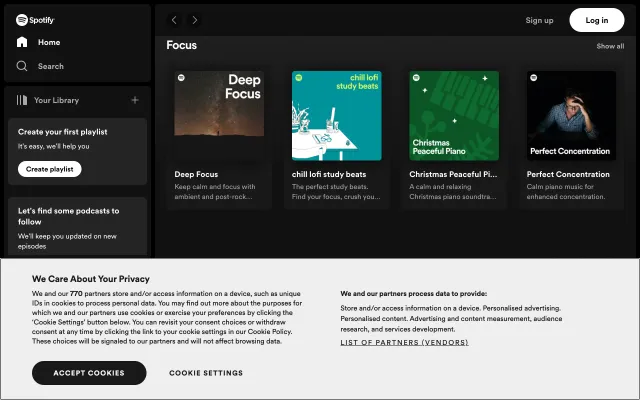 Spotify
Home
Search
Your Library
Create your first playlist
It's easy, we'll help you
Create playlist
Let's find some podcasts to
follow
We'll keep you updated on new
episodes
Sign up
Log in
Focus
Show all
Deep
Focus
Deep Focus
Keep calm and focus with
ambient and post-rock...
chill lofi
study beats
chill lofi study beats
The perfect study beats.
Find your focus, crush you...
Christmas
Peaceful Piano
Christmas Peaceful Pi...
A calm and relaxing
Christmas piano soundtra...
Perfect Concentration
Perfect Concentration
Calm piano music for
enhanced concentration.
We Care About Your Privacy
We and our 770 partners store and/or access information on a device, such as unique
IDs in cookies to process personal data. You may find out more about the purposes for
which we and our partners use cookies or exercise your preferences by clicking the
'Cookie Settings' button below. You can revisit your consent choices or withdraw
consent at any time by clicking the link to your cookie settings in our Cookie Policy.
These choices will be signaled to our partners and will not affect browsing data.
We and our partners process data to provide:
Store and/or access information on a device. Personalised advertising.
Personalised content. Advertising and content measurement, audience
research, and services development.
LIST OF PARTNERS (VENDORS)
ACCEPT COOKIES
COOKIE SETTINGS